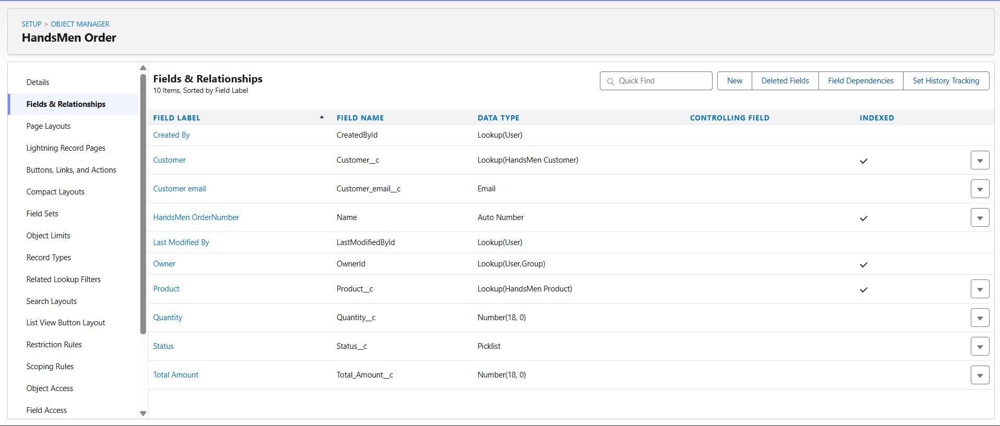 SETUP > OBJECT MANAGER
HandsMen Order
Details
Fields & Relationships
Page Layouts
Lightning Record Pages
Buttons, Links, and Actions
Compact Layouts
Field Sets
Object Limits
Record Types
Related Lookup Filters
Search Layouts
List View Button Layout
Restriction Rules
Scoping Rules
Object Access
Field Access
Fields & Relationships
10 Items, Sorted by Field Label
Quick Find
New
Deleted Fields
Field Dependencies
Set History Tracking
FIELD LABEL FIELD NAME DATA TYPE CONTROLLING FIELD INDEXED
Created By CreatedById Lookup(User)
Customer Customer__c Lookup(HandsMen Customer)
Customer email Customer_email__c Email
HandsMen OrderNumber Name Auto Number
Last Modified By LastModifiedById Lookup(User)
Owner OwnerId Lookup(User,Group)
Product Product__c Lookup(HandsMen Product)
Quantity Quantity__c Number(18, 0)
Status Status__c Picklist
Total Amount Total_Amount__c Number(18, 0)